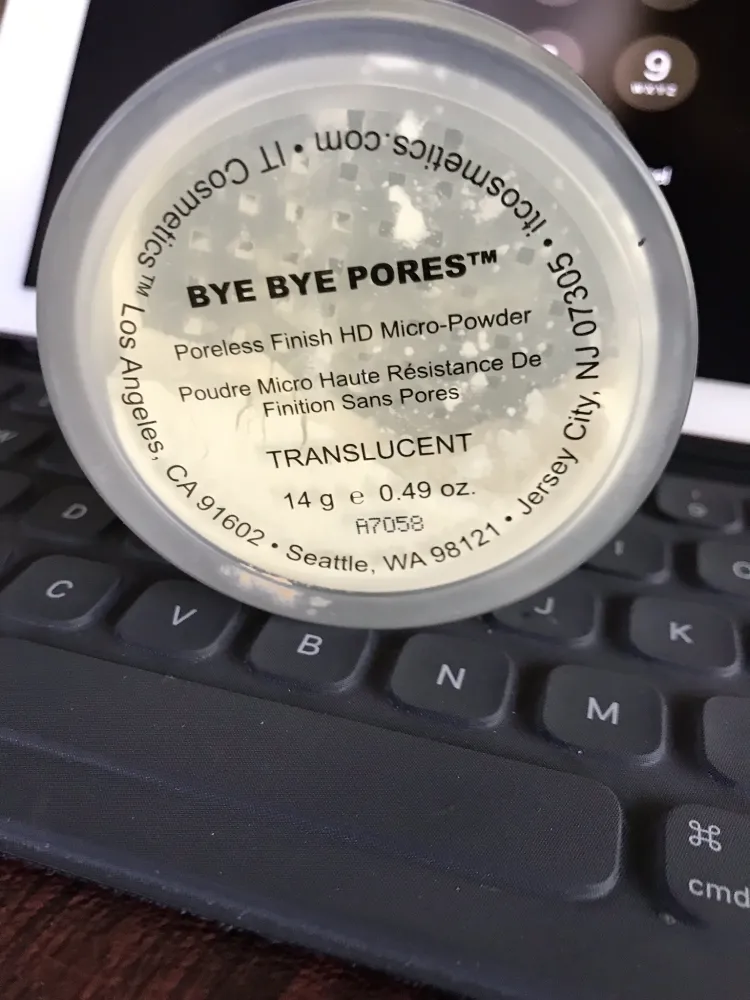 9
WXYZ
IT Cosmetics™ Los Angeles, CA 91602 • Seattle, WA 98121 • Jersey City, NJ 07305 • itcosmetics.com •
BYE BYE PORES™
Poreless Finish HD Micro-Powder
Poudre Micro Haute Résistance De
Finition Sans Pores
TRANSLUCENT
14 g e 0.49 oz.
A7058
D
C
V
B
N
J
K
M
⌘
cmd